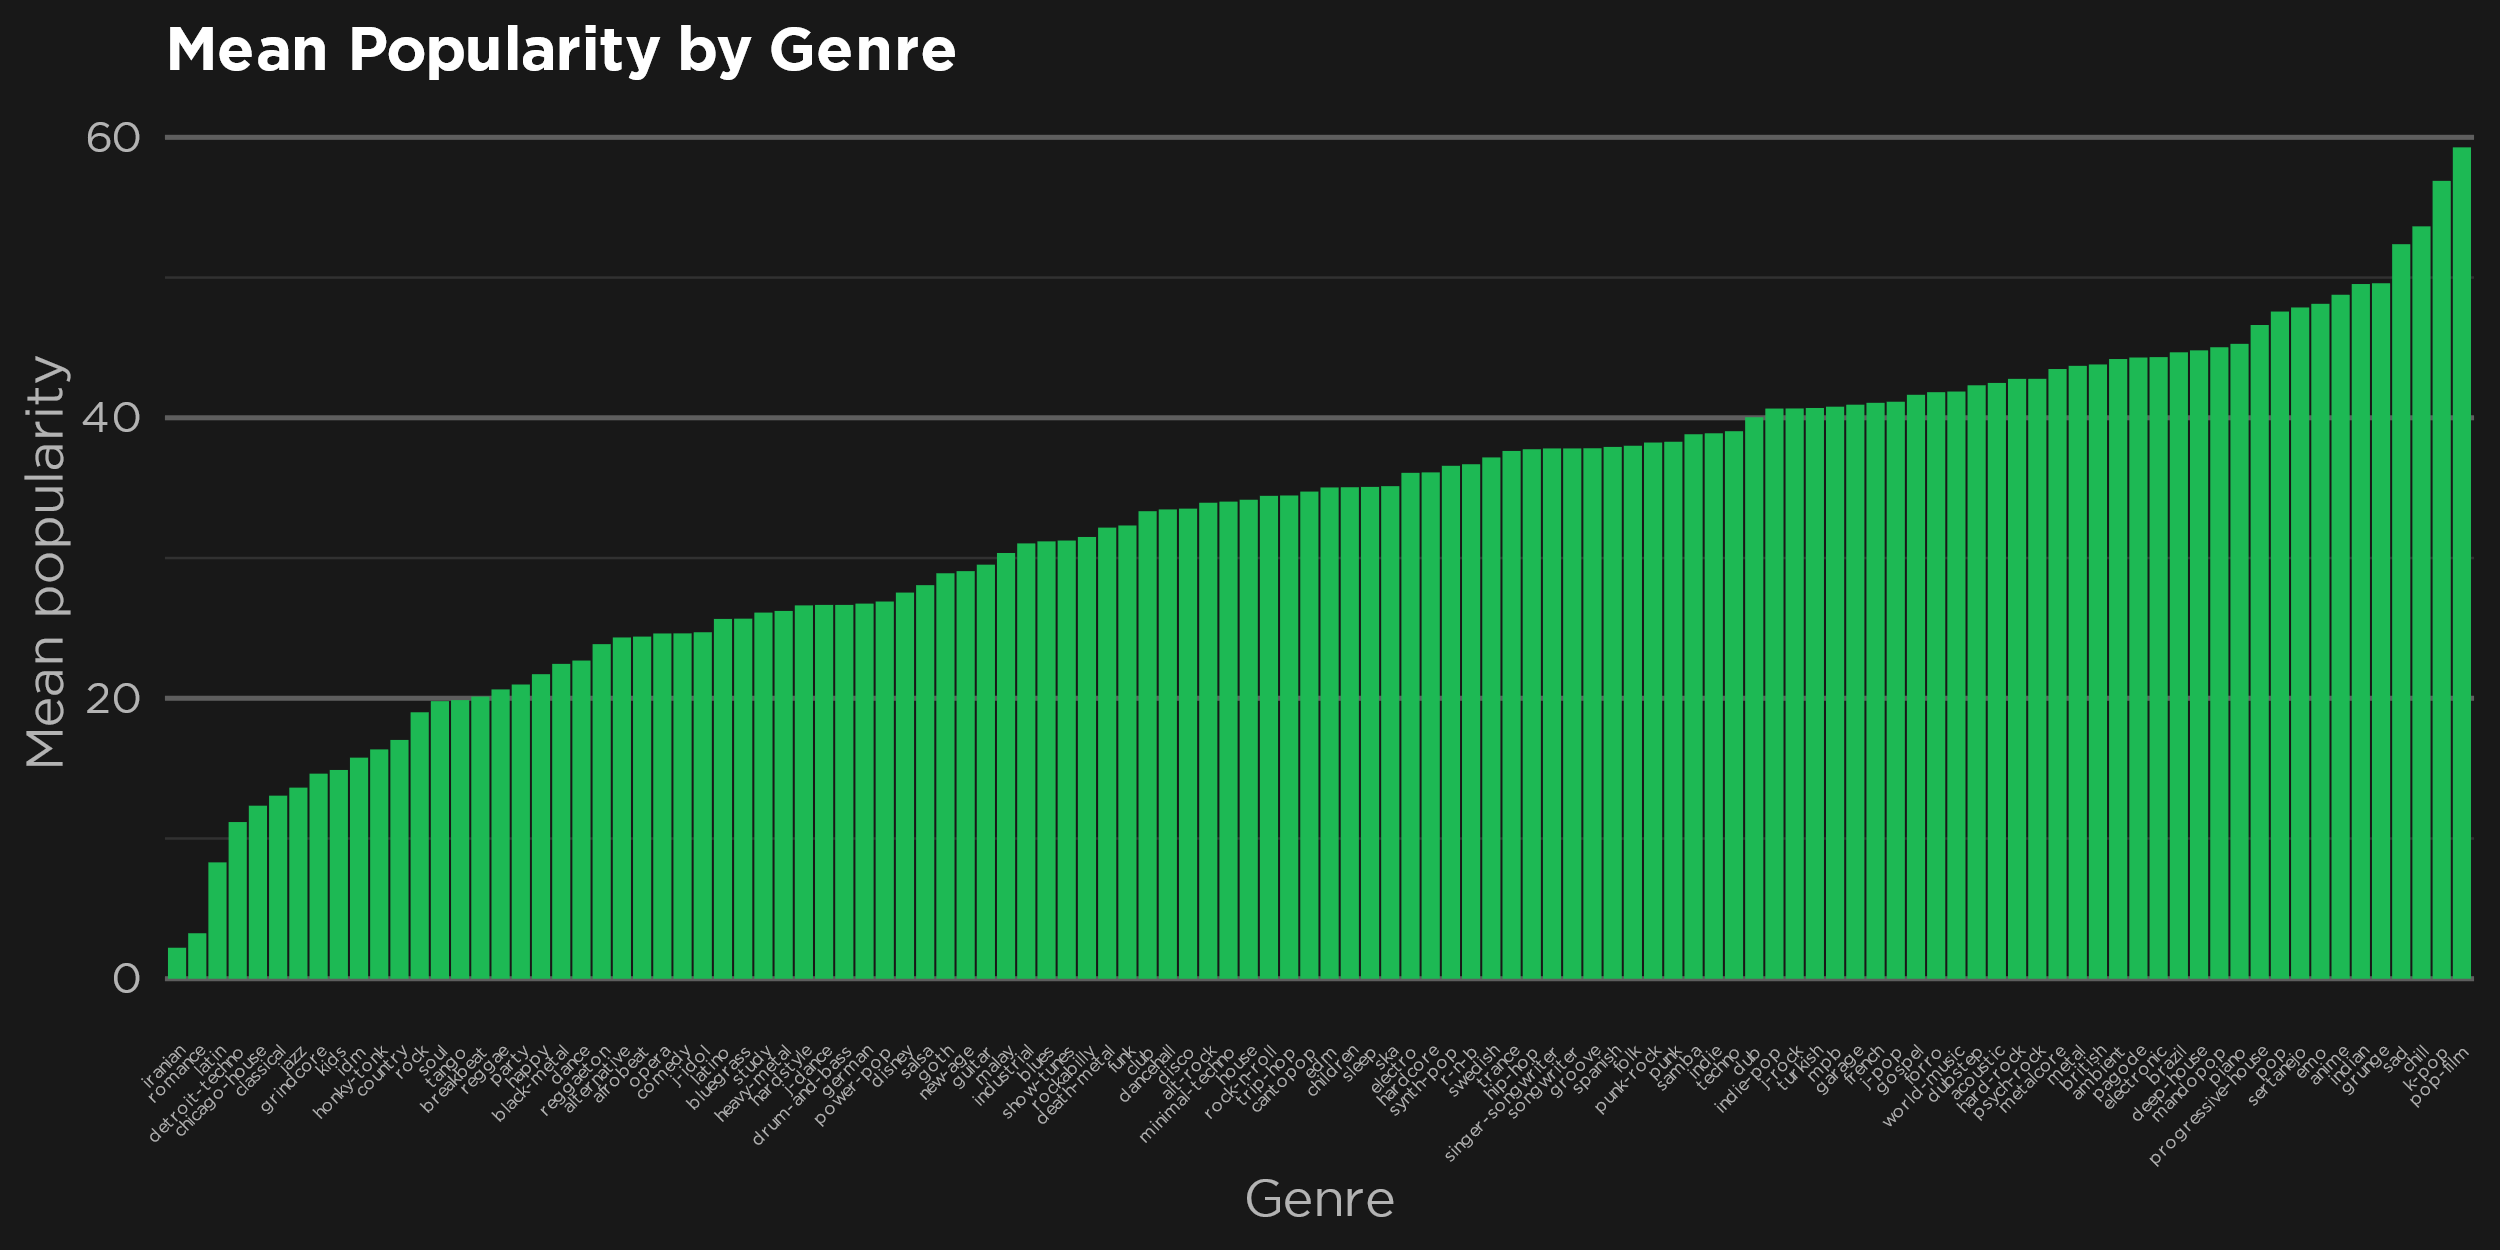 Mean Popularity by Genre
60
40
20
0
Mean popularity
iranian
romance
latin
detroit-techno
chicago-house
classical
jazz
grindcore
kids
idm
honky-tonk
country
rock
soul
tango
breakbeat
reggae
party
happy
black-metal
dance
reggaeton
alternative
afrobeat
opera
comedy
j-idol
latino
bluegrass
study
heavy-metal
hardstyle
j-dance
drum-and-bass
german
power-pop
disney
salsa
goth
new-age
guitar
malay
industrial
blues
show-tunes
rockabilly
death-metal
funk
club
dancehall
disco
alt-rock
minimal-techno
house
rock-n-roll
trip-hop
cantopop
edm
children
sleep
ska
electro
hardcore
synth-pop
r-n-b
swedish
trance
hip-hop
singer-songwriter
songwriter
groove
spanish
folk
punk-rock
punk
samba
indie
techno
dub
indie-pop
j-rock
turkish
mpb
garage
french
j-pop
gospel
forro
world-music
dubstep
acoustic
hard-rock
psych-rock
metalcore
metal
british
ambient
pagode
electronic
brazil
deep-house
mandopop
piano
progressive-house
pop
sertanejo
emo
anime
indian
grunge
sad
chill
k-pop
pop-film
Genre